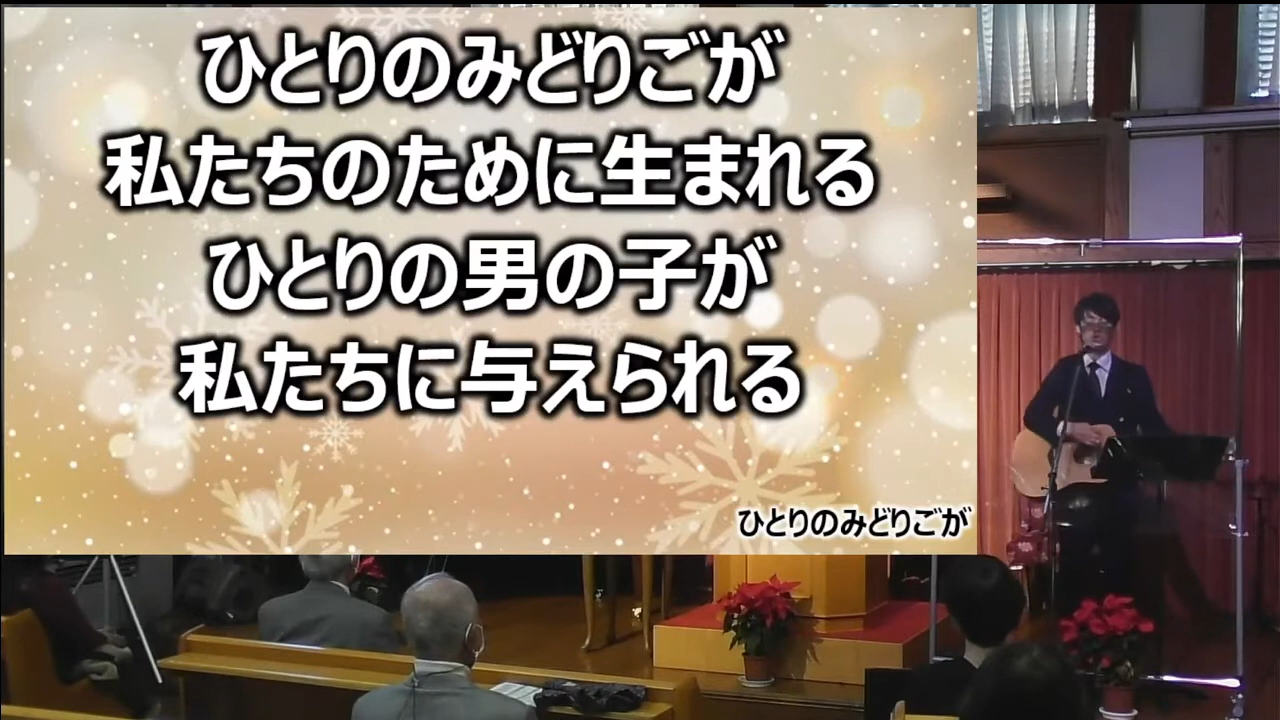 ひとりのみどりごが
私たちのために生まれる
ひとりの男の子が
私たちに与えられる
ひとりのみどりごが